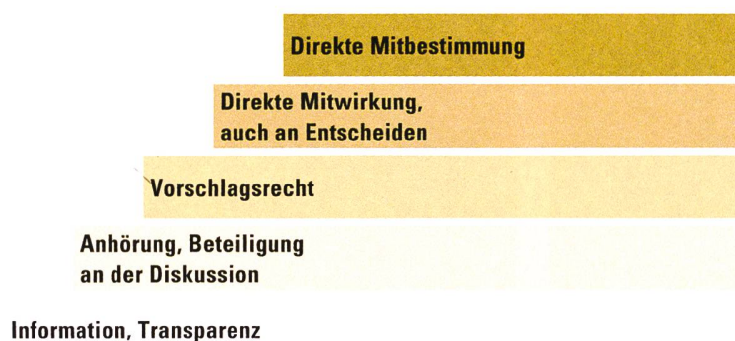 Direkte Mitbestimmung
Direkte Mitwirkung,
auch an Entscheiden
Vorschlagsrecht
Anhörung, Beteiligung
an der Diskussion
Information, Transparenz